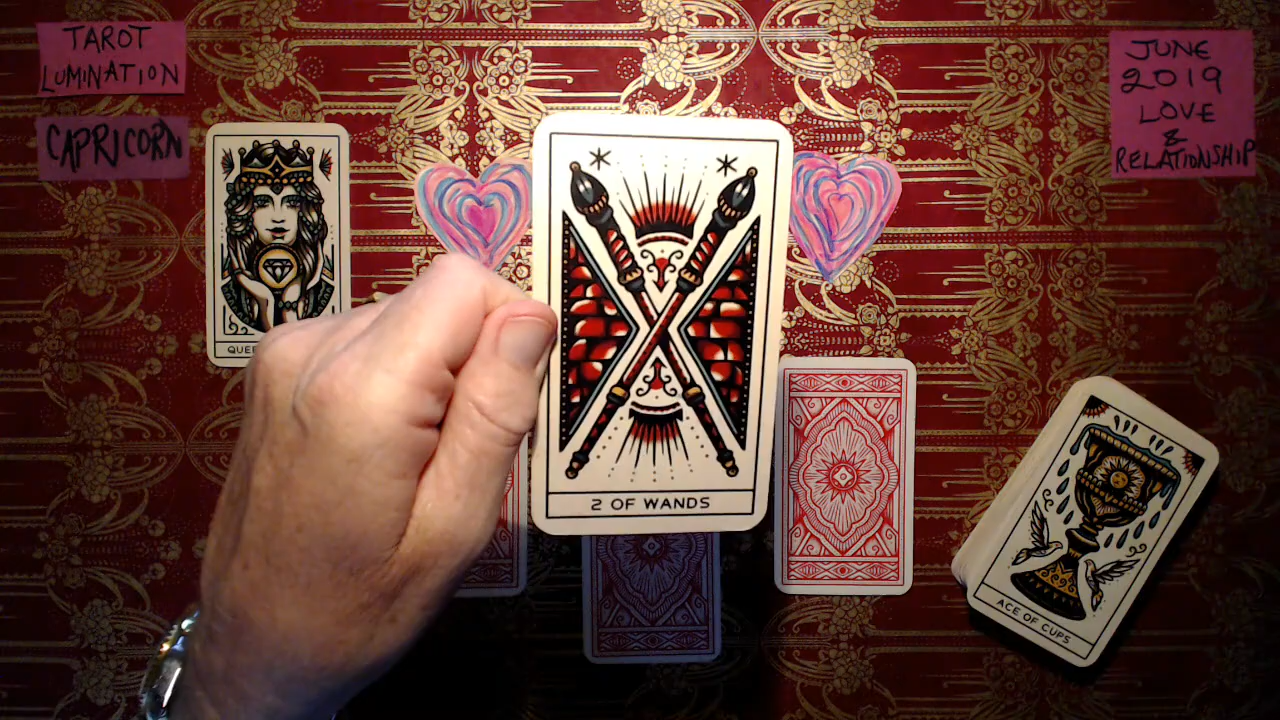 TAROT
LUMINATION
CAPRICORN
JUNE
2019
LOVE
&
RELATIONSHIP
2 OF WANDS
ACE OF CUPS